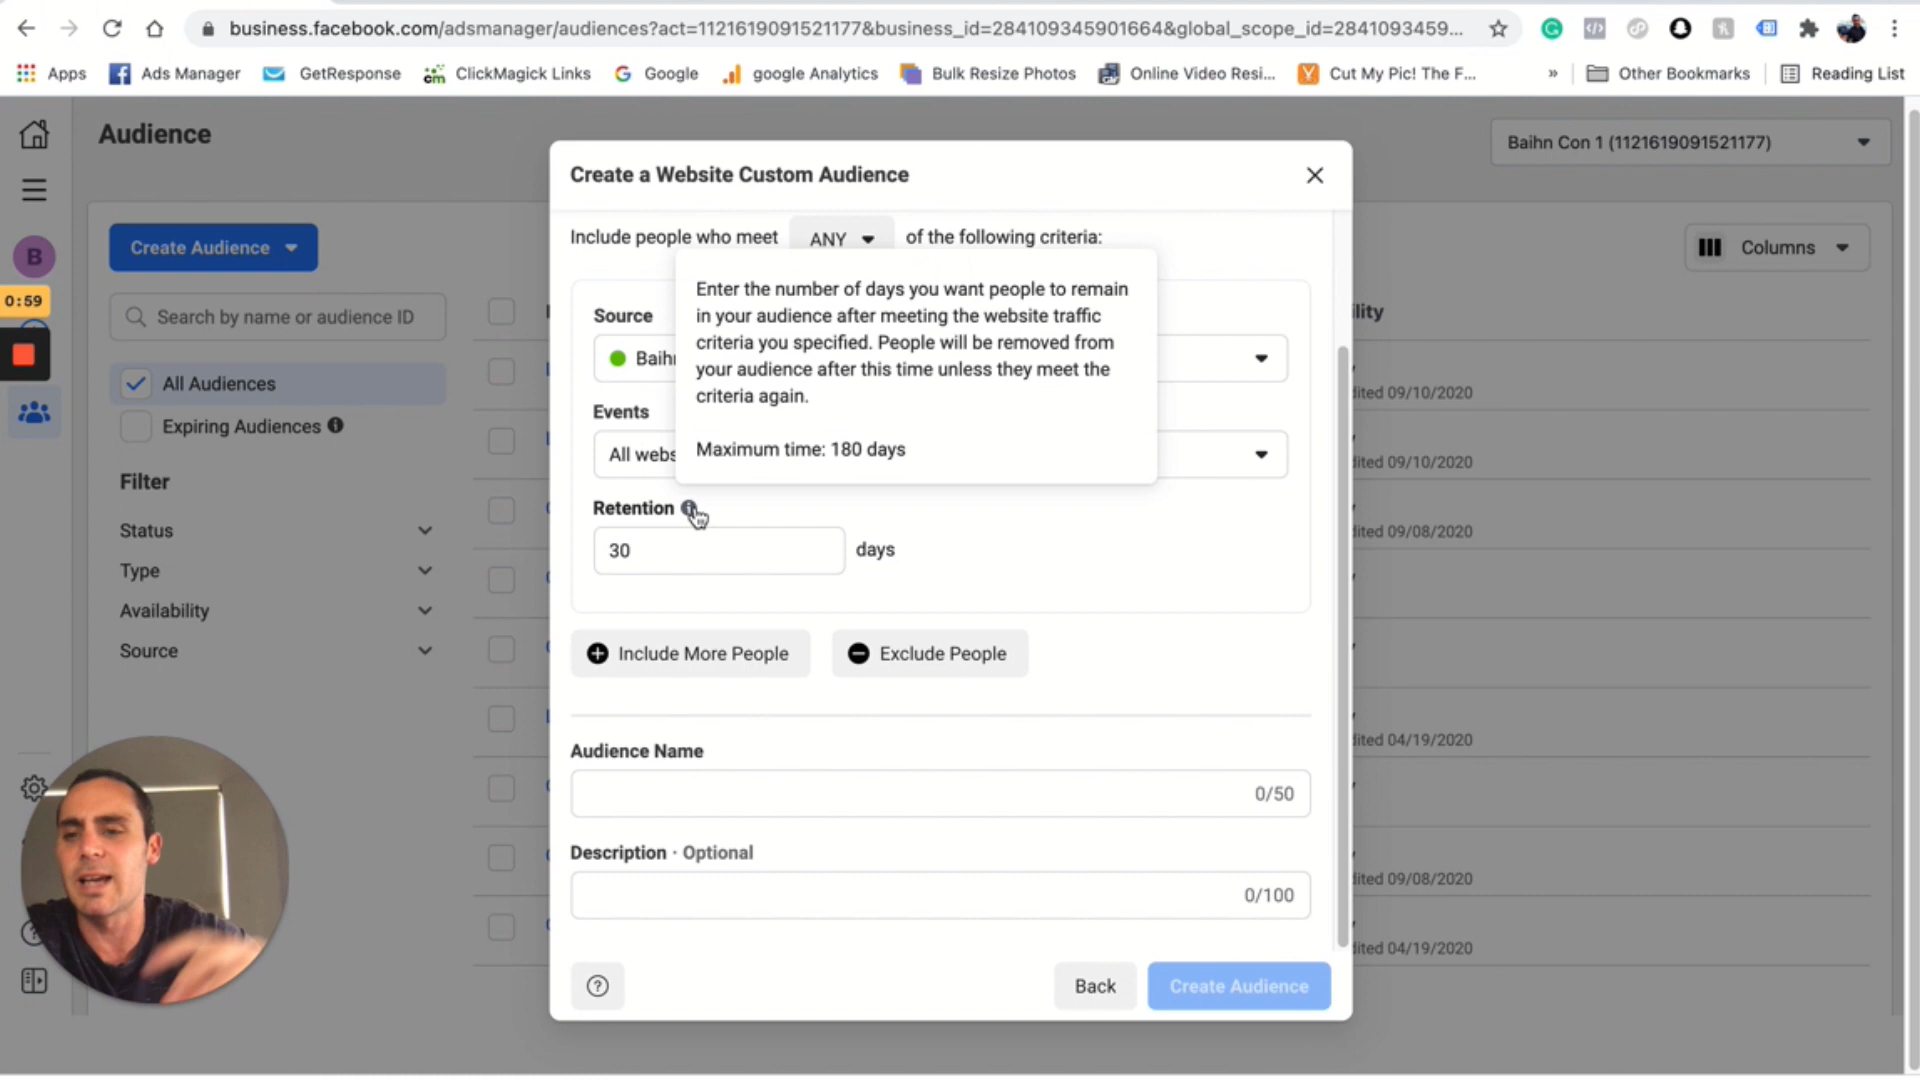 business.facebook.com/adsmanager/audiences?act=1121619091521177&business_id=284109345901664&global_scope_id=2841093459...
Apps
Ads Manager
GetResponse
cm
ClickMagick Links
Google
google Analytics
Bulk Resize Photos
Online Video Resi...
Cut My Pic! The F...
»
Other Bookmarks
Reading List
Audience
Baihn Con 1 (1121619091521177)
B
0:59
Create Audience
Columns
Search by name or audience ID
All Audiences
Expiring Audiences
Filter
Status
Type
Availability
Source
Create a Website Custom Audience
Include people who meet ANY of the following criteria:
Source
Baihn
Events
All webs
Enter the number of days you want people to remain
in your audience after meeting the website traffic
criteria you specified. People will be removed from
your audience after this time unless they meet the
criteria again.
Maximum time: 180 days
Retention
30 days
Include More People
Exclude People
Audience Name
0/50
Description · Optional
0/100
?
Back
Create Audience
ility
ited 09/10/2020
ited 09/10/2020
ited 09/08/2020
ited 04/19/2020
ited 09/08/2020
ited 04/19/2020